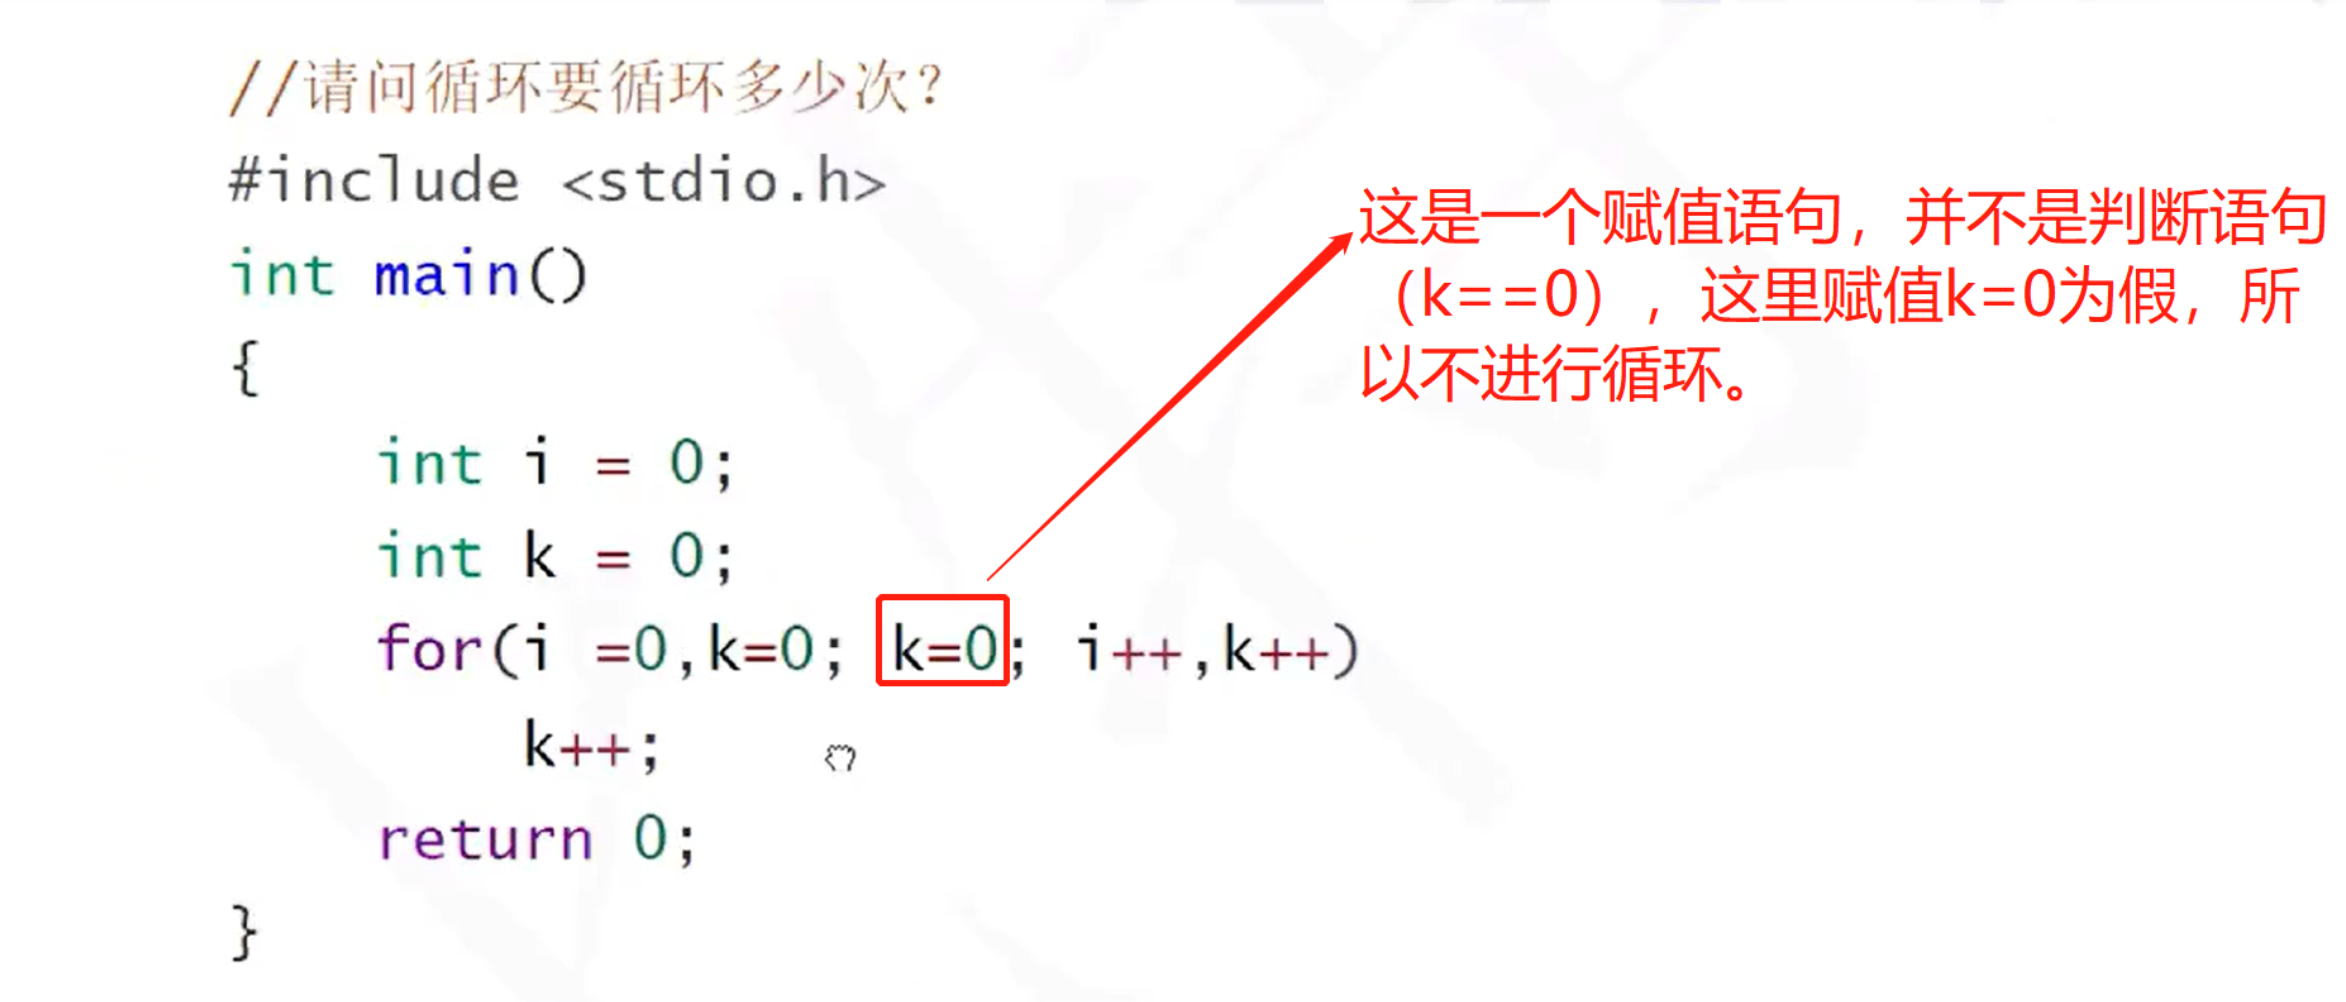 //请问循环要循环多少次？
#include <stdio.h>
int main()
{
int i = 0;
int k = 0;
for(i =0,k=0; k=0; i++,k++)
k++;
return 0;
}
这是一个赋值语句，并不是判断语句
（k==0），这里赋值k=0为假，所
以不进行循环。